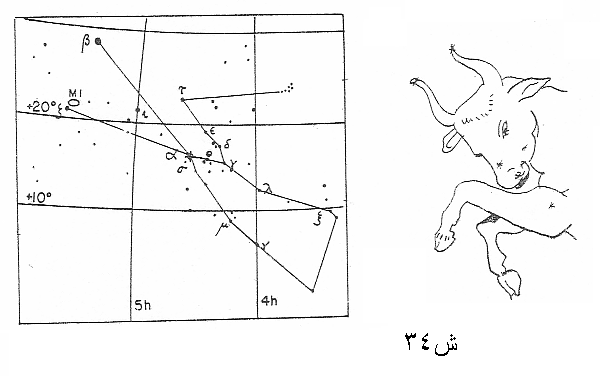 β
τ
M1
+20° ξ
ι
ε
δ
α θ γ
σ
λ
+10°
ξ
μ
ν
5h 4h
ش ٣٤